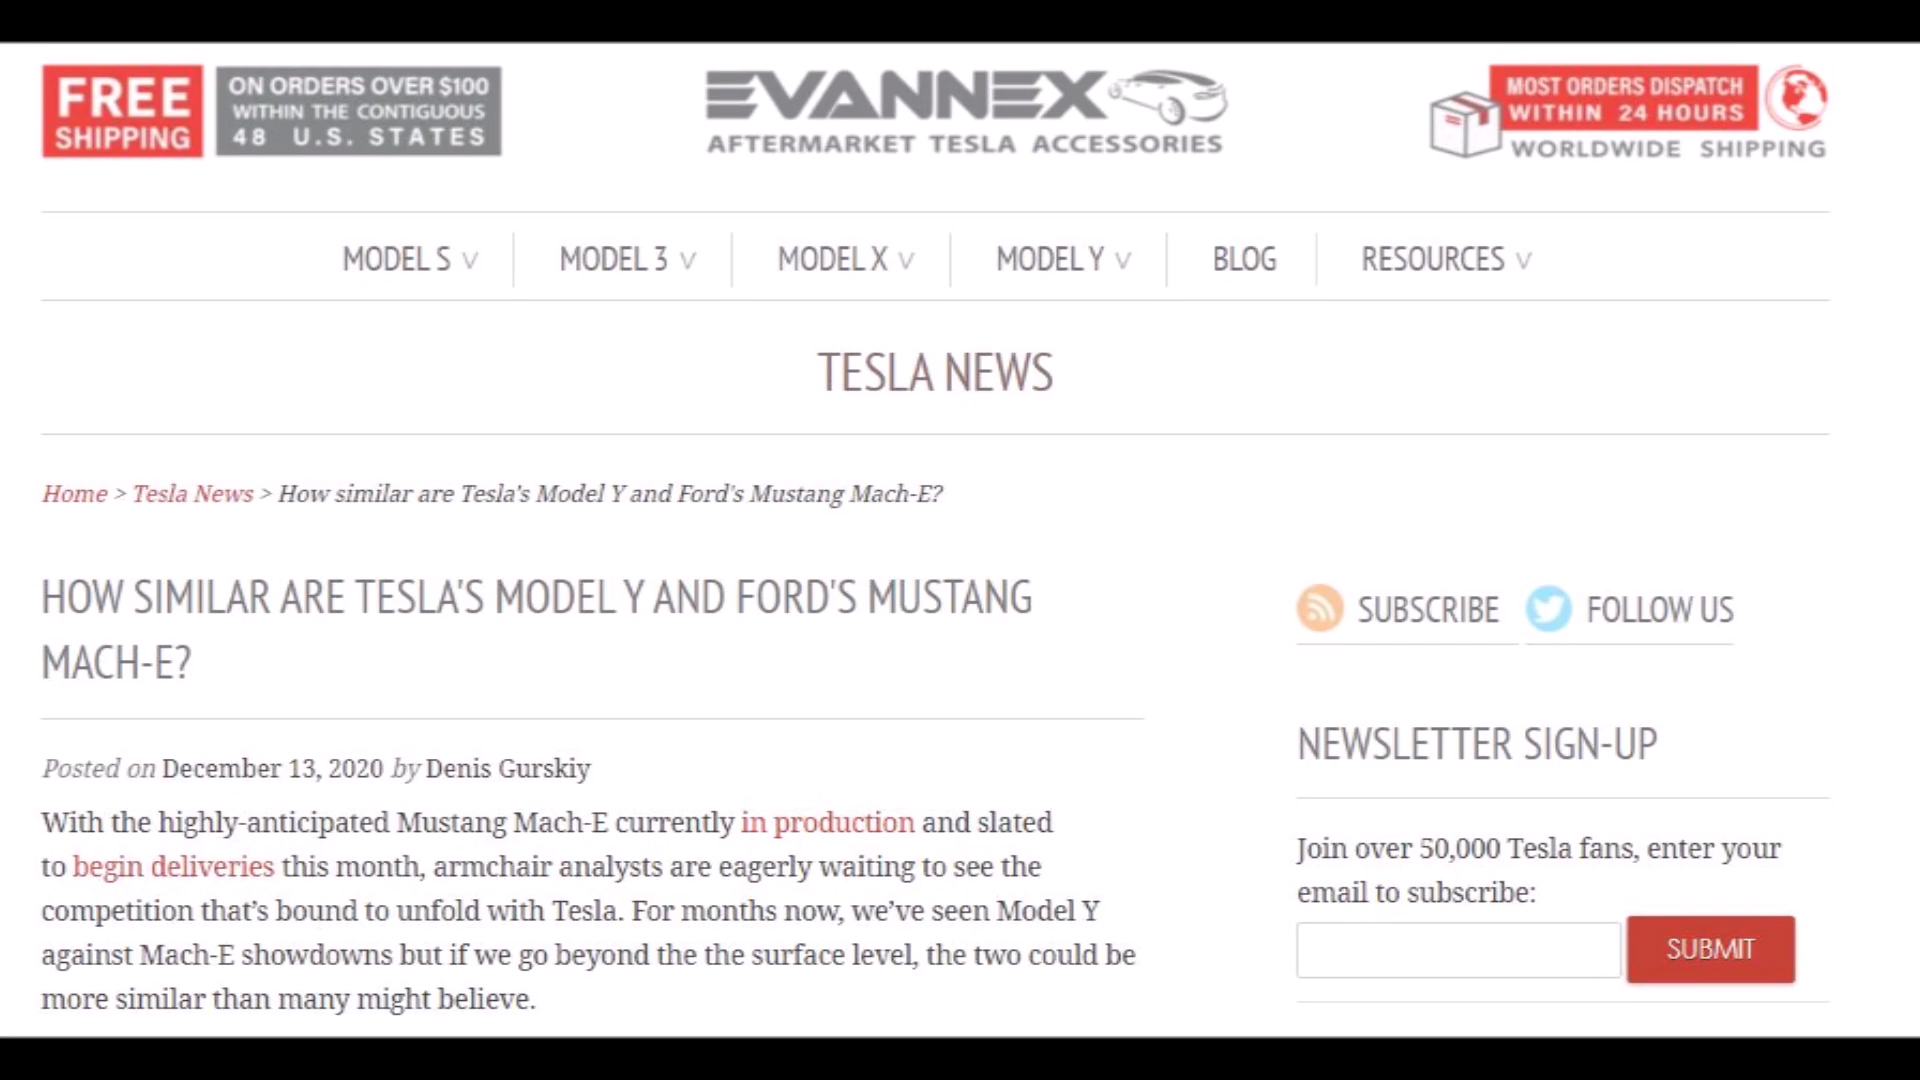 FREE
SHIPPING
ON ORDERS OVER $100
WITHIN THE CONTIGUOUS
48 U.S. STATES
EVANNEX
AFTERMARKET TESLA ACCESSORIES
MOST ORDERS DISPATCH
WITHIN 24 HOURS
WORLDWIDE SHIPPING
MODEL S MODEL 3 MODEL X MODEL Y BLOG RESOURCES
TESLA NEWS
Home > Tesla News > How similar are Tesla's Model Y and Ford's Mustang Mach-E?
HOW SIMILAR ARE TESLA'S MODEL Y AND FORD'S MUSTANG
MACH-E?
Posted on December 13, 2020 by Denis Gurskiy
With the highly-anticipated Mustang Mach-E currently in production and slated
to begin deliveries this month, armchair analysts are eagerly waiting to see the
competition that’s bound to unfold with Tesla. For months now, we’ve seen Model Y
against Mach-E showdowns but if we go beyond the the surface level, the two could be
more similar than many might believe.
SUBSCRIBE FOLLOW US
NEWSLETTER SIGN-UP
Join over 50,000 Tesla fans, enter your
email to subscribe:
SUBMIT